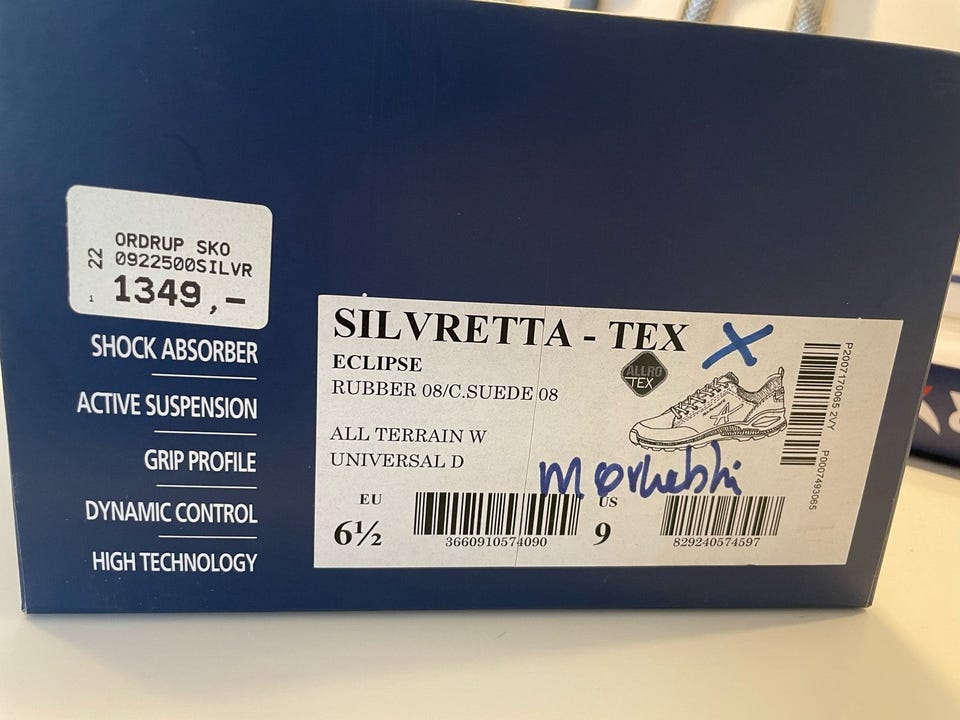 ORDRUP SKO
22
0922500SILVR
1 1349,-
SHOCK ABSORBER
ACTIVE SUSPENSION
GRIP PROFILE
DYNAMIC CONTROL
HIGH TECHNOLOGY
SILVRETTA - TEX X
ECLIPSE
RUBBER 08/C.SUEDE 08
ALLRO
TEX
ALL TERRAIN W
UNIVERSAL D
EU
6½
3660910574090
US
9
829240574597
P2007170065 2VY
P0007493065